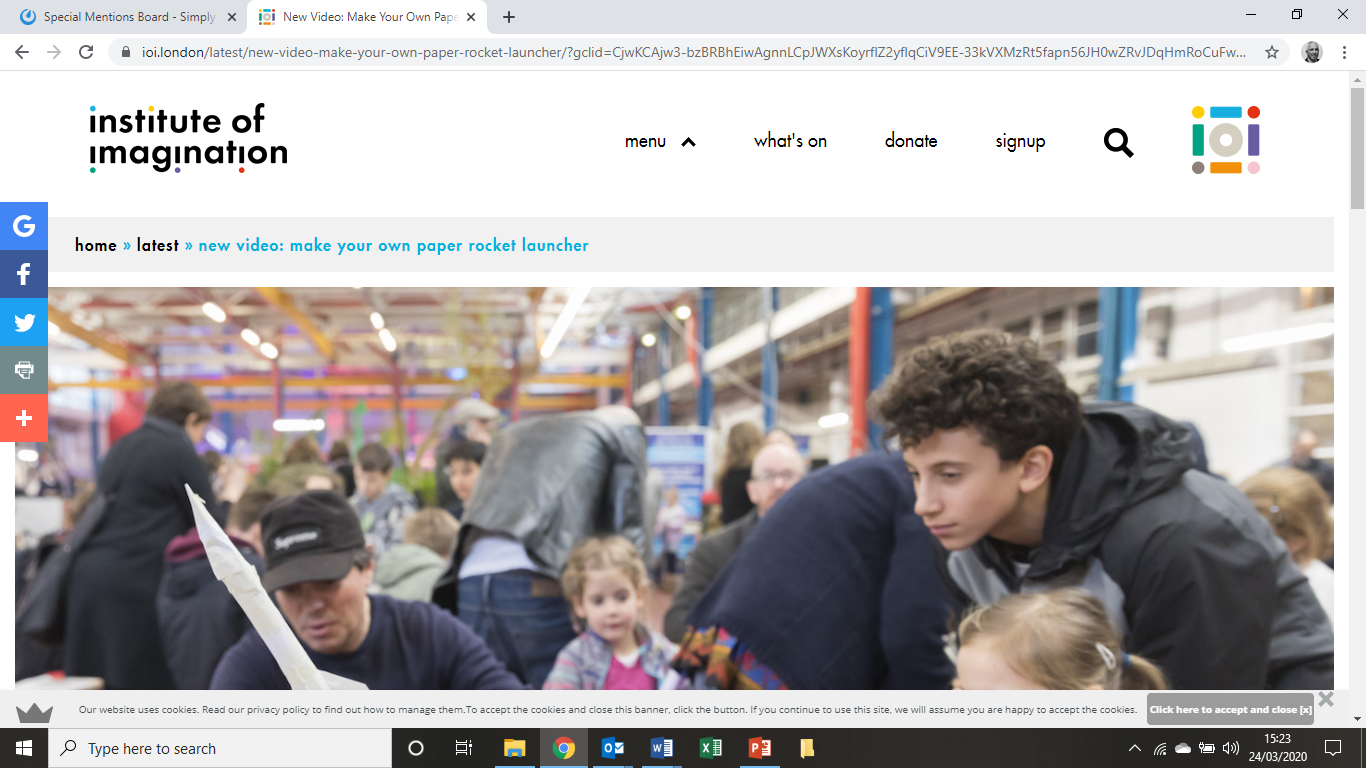 Special Mentions Board - Simply
New Video: Make Your Own Pape
ioi.london/latest/new-video-make-your-own-paper-rocket-launcher/?gclid=CjwKCAjw3-bzBRBhEiwAgnnLCpJWXsKoyrflZ2yflqCiV9EE-33kVXMzRt5fapn56JH0wZRvJDqHmRoCuFw...
institute of
imagination
menu
what's on
donate
signup
ioi
home » latest » new video: make your own paper rocket launcher
Supreme
Our website uses cookies. Read our privacy policy to find out how to manage them.To accept the cookies and close this banner, click the button. If you continue to use this site, we will assume you are happy to accept the cookies.
Click here to accept and close [x]
Type here to search
15:23
24/03/2020